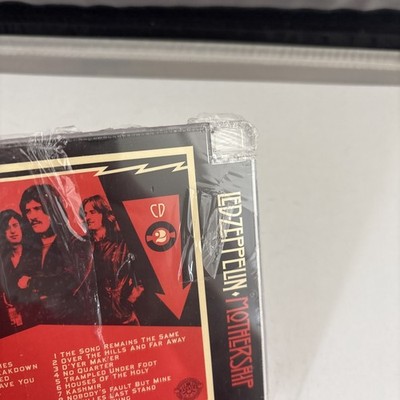 CD
2
LED·ZEPPELIN · MOTHERSHIP
1 THE SONG REMAINS THE SAME
2 OVER THE HILLS AND FAR AWAY
3 D'YER MAK'ER
4 NO QUARTER
5 TRAMPLED UNDER FOOT
6 HOUSES OF THE HOLY
7 KASHMIR
8 NOBODY'S FAULT BUT MINE
LAST STAND